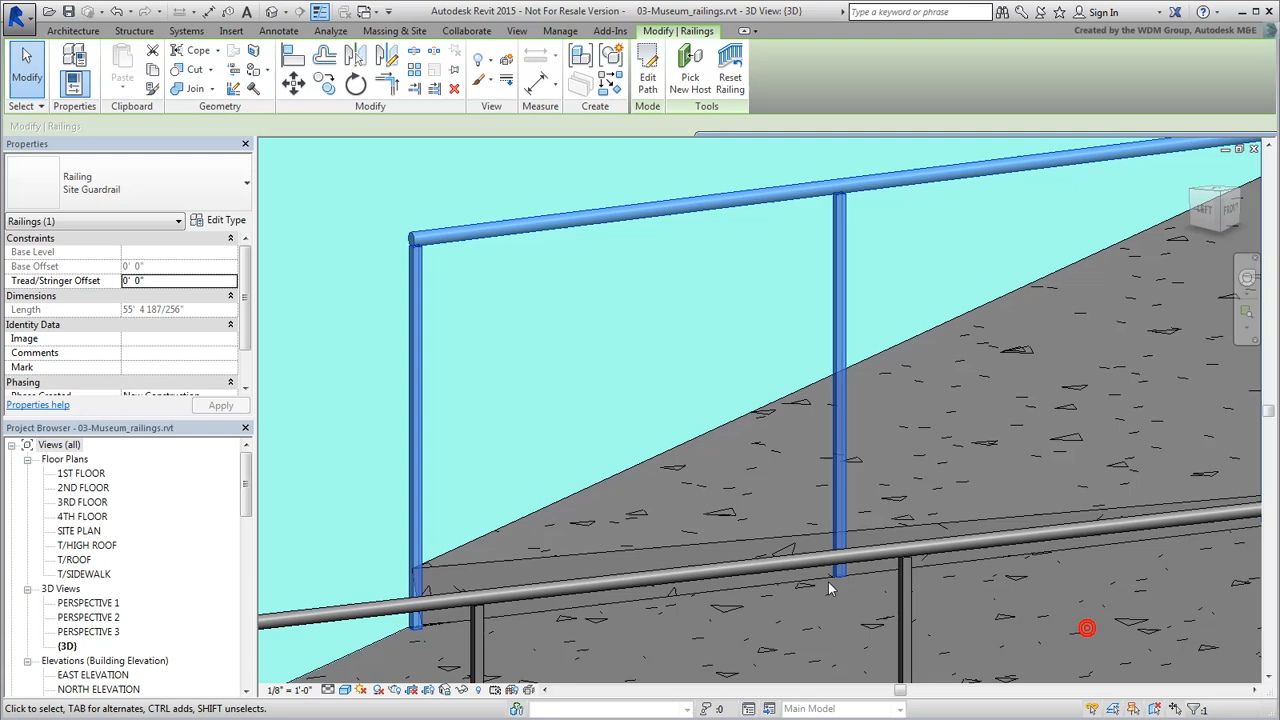 Autodesk Revit 2015 - Not For Resale Version - 03-Museum_railings.rvt - 3D View: {3D}
Type a keyword or phrase
Sign In
Architecture Structure Systems Insert Annotate Analyze Massing & Site Collaborate View Manage Add-Ins Modify | Railings
Created by the WDM Group, Autodesk MBE
Modify
Paste
Cope
Cut
Join
Edit Path
Pick New Host
Reset Railing
Select Properties Clipboard Geometry Modify View Measure Create Mode Tools
Modify | Railings
Properties
Railing
Site Guardrail
Railings (1)
Edit Type
Constraints
Base Level
Base Offset 0' 0"
Tread/Stringer Offset 0' 0"
Dimensions
Length 55' 4 187/256"
Identity Data
Image
Comments
Mark
Phasing
Phase Created New Construction
Properties help
Apply
Project Browser - 03-Museum_railings.rvt
Views (all)
Floor Plans
1ST FLOOR
2ND FLOOR
3RD FLOOR
4TH FLOOR
SITE PLAN
T/HIGH ROOF
T/ROOF
T/SIDEWALK
3D Views
PERSPECTIVE 1
PERSPECTIVE 2
PERSPECTIVE 3
{3D}
Elevations (Building Elevation)
EAST ELEVATION
NORTH ELEVATION
LEFT FRONT
1/8" = 1'-0"
Click to select, TAB for alternates, CTRL adds, SHIFT unselects.
:0
Main Model
:1